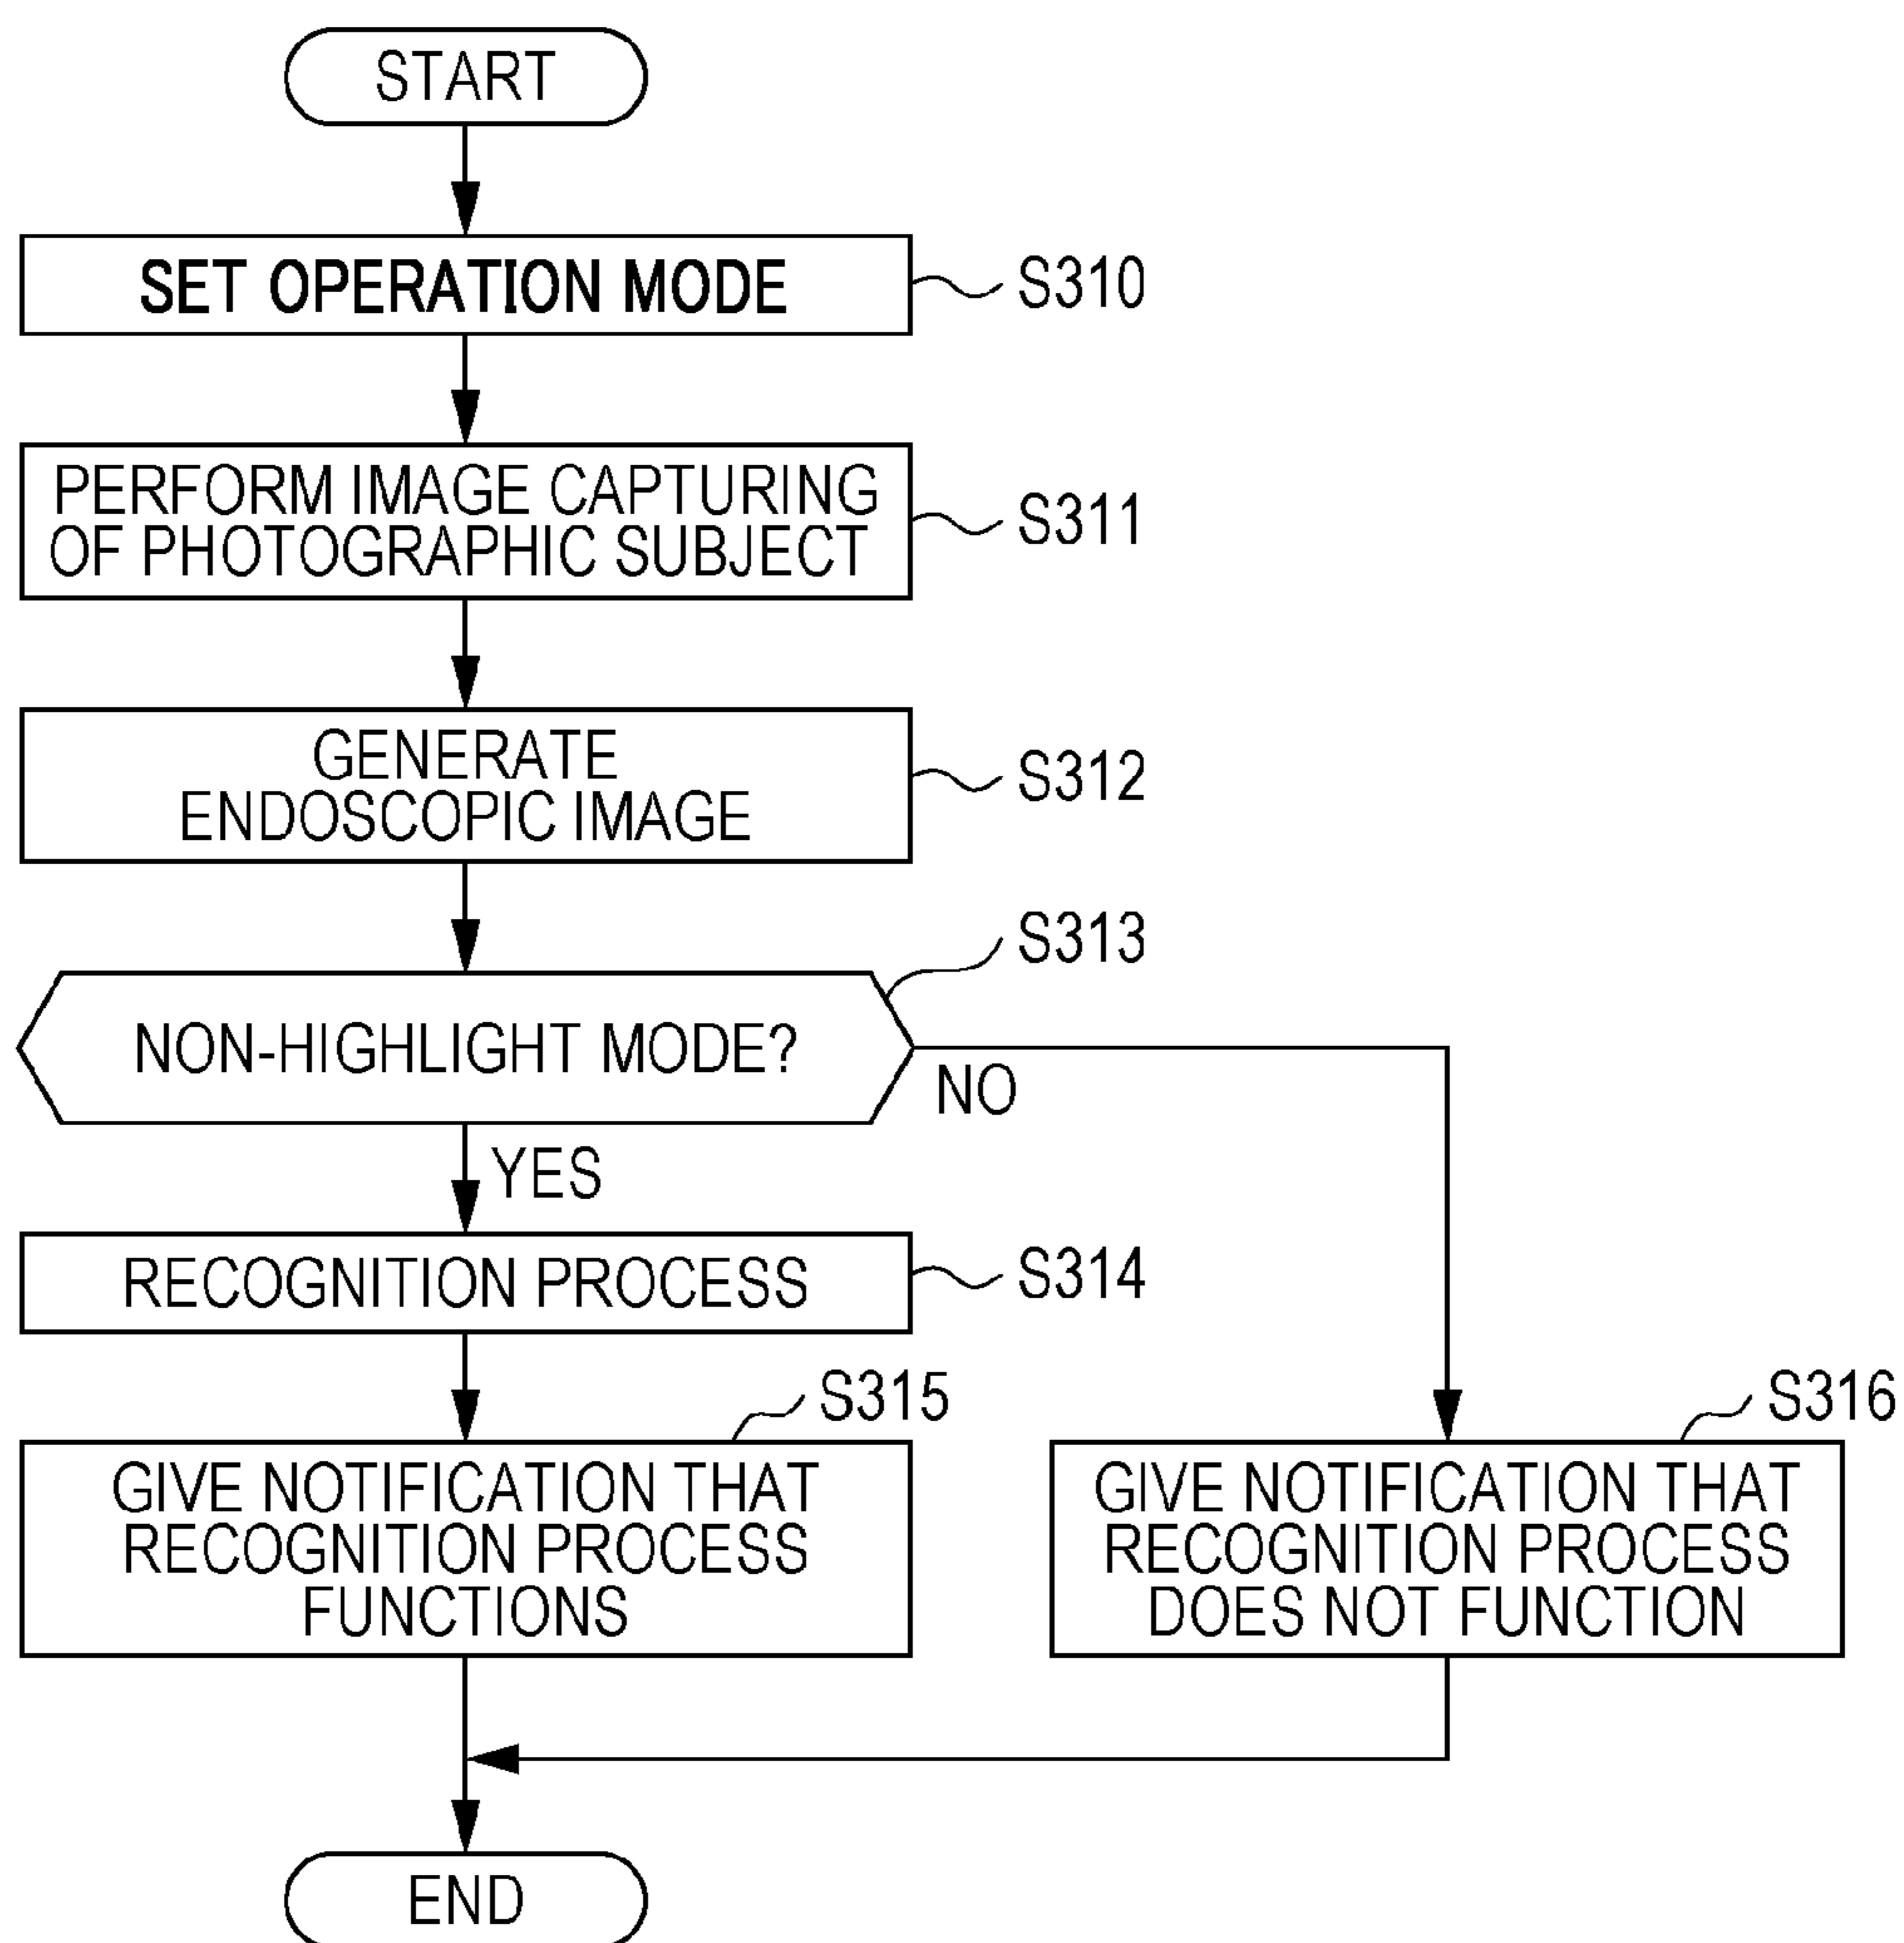 START
SET OPERATION MODE
S310
PERFORM IMAGE CAPTURING
OF PHOTOGRAPHIC SUBJECT
S311
GENERATE
ENDOSCOPIC IMAGE
S312
S313
NON-HIGHLIGHT MODE?
NO
YES
RECOGNITION PROCESS
S314
S315
GIVE NOTIFICATION THAT
RECOGNITION PROCESS
FUNCTIONS
S316
GIVE NOTIFICATION THAT
RECOGNITION PROCESS
DOES NOT FUNCTION
END